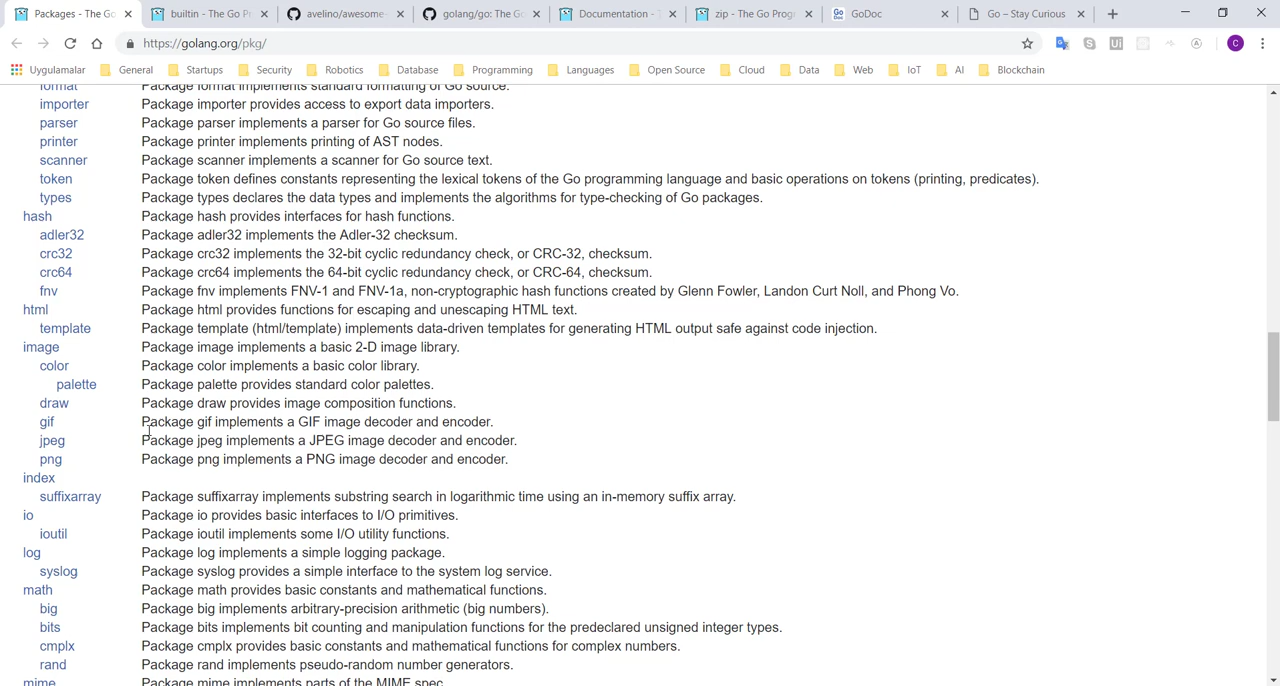 Packages - The Go
builtin - The Go Pr
avelino/awesome-
golang/go: The Go
Documentation - T
zip - The Go Prog
GoDoc
Go – Stay Curious
https://golang.org/pkg/
Uygulamalar General Startups Security Robotics Database Programming Languages Open Source Cloud Data Web IoT AI Blockchain
format Package format implements standard formatting of Go source.
importer Package importer provides access to export data importers.
parser Package parser implements a parser for Go source files.
printer Package printer implements printing of AST nodes.
scanner Package scanner implements a scanner for Go source text.
token Package token defines constants representing the lexical tokens of the Go programming language and basic operations on tokens (printing, predicates).
types Package types declares the data types and implements the algorithms for type-checking of Go packages.
hash Package hash provides interfaces for hash functions.
adler32 Package adler32 implements the Adler-32 checksum.
crc32 Package crc32 implements the 32-bit cyclic redundancy check, or CRC-32, checksum.
crc64 Package crc64 implements the 64-bit cyclic redundancy check, or CRC-64, checksum.
fnv Package fnv implements FNV-1 and FNV-1a, non-cryptographic hash functions created by Glenn Fowler, Landon Curt Noll, and Phong Vo.
html Package html provides functions for escaping and unescaping HTML text.
template Package template (html/template) implements data-driven templates for generating HTML output safe against code injection.
image Package image implements a basic 2-D image library.
color Package color implements a basic color library.
palette Package palette provides standard color palettes.
draw Package draw provides image composition functions.
gif Package gif implements a GIF image decoder and encoder.
jpeg Package jpeg implements a JPEG image decoder and encoder.
png Package png implements a PNG image decoder and encoder.
index
suffixarray Package suffixarray implements substring search in logarithmic time using an in-memory suffix array.
io Package io provides basic interfaces to I/O primitives.
ioutil Package ioutil implements some I/O utility functions.
log Package log implements a simple logging package.
syslog Package syslog provides a simple interface to the system log service.
math Package math provides basic constants and mathematical functions.
big Package big implements arbitrary-precision arithmetic (big numbers).
bits Package bits implements bit counting and manipulation functions for the predeclared unsigned integer types.
cmplx Package cmplx provides basic constants and mathematical functions for complex numbers.
rand Package rand implements pseudo-random number generators.
mime Package mime implements parts of the MIME spec.